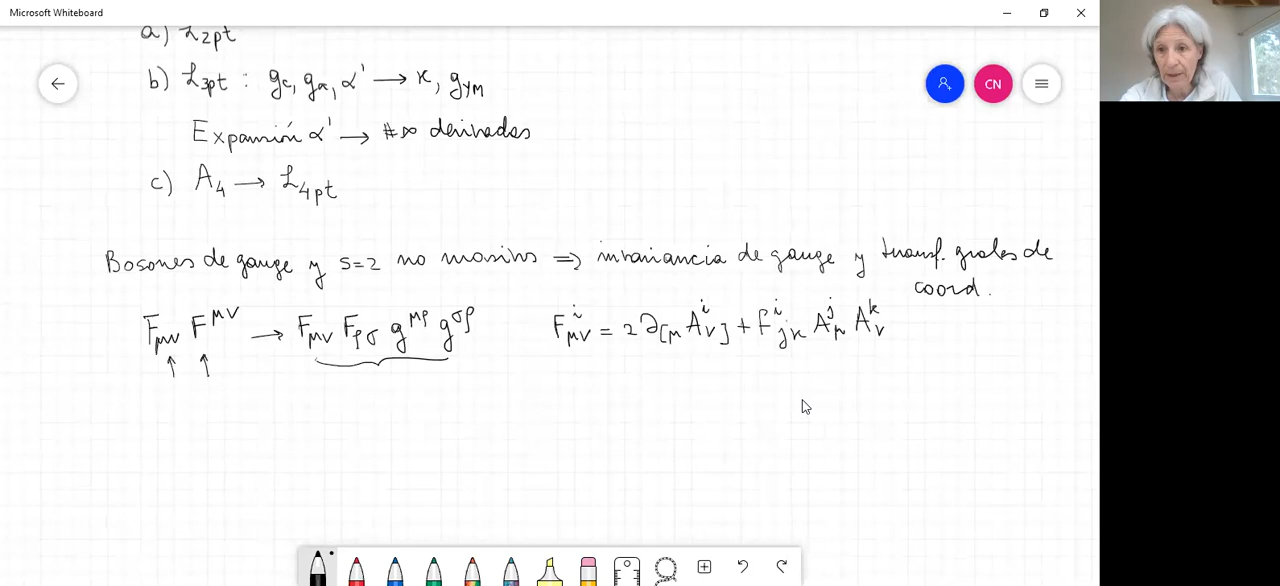 Microsoft Whiteboard
a) ℒ2pt
b) ℒ3pt : gc, ga, α' → κ, gYM
CN
Expansión α' → #∞ derivadas
c) A4 → ℒ4pt
Bosones de gauge y s=2 no masivos ⇒ invariancia de gauge y transf. grales de
coord.
Fμν F^μν → Fμν Fρσ g^μρ g^σρ F^i_μν = 2∂[μ A^i_ν] + f^i_jk A^j_μ A^k_ν